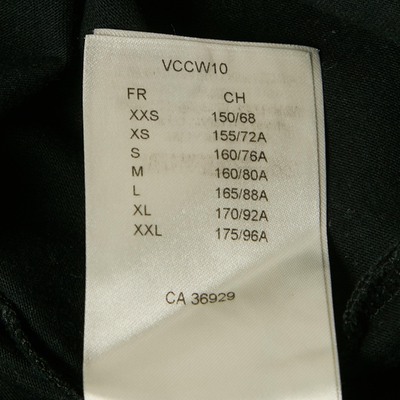 VCCW10
FR CH
XXS 150/68
XS 155/72A
S 160/76A
M 160/80A
L 165/88A
XL 170/92A
XXL 175/96A
CA 36929